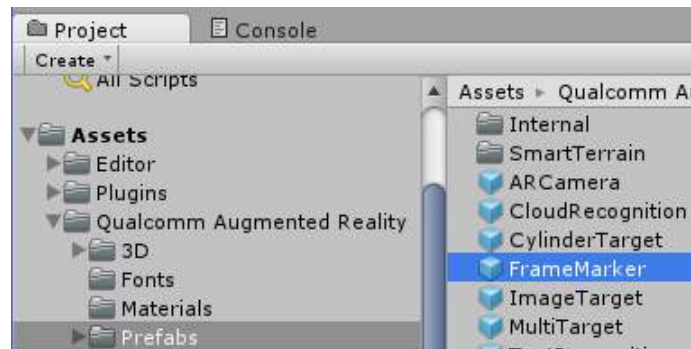 Project
Console
Create
All Scripts
Assets
Editor
Plugins
Qualcomm Augmented Reality
3D
Fonts
Materials
Prefabs
Assets ▸ Qualcomm A
Internal
SmartTerrain
ARCamera
CloudRecognition
CylinderTarget
FrameMarker
ImageTarget
MultiTarget